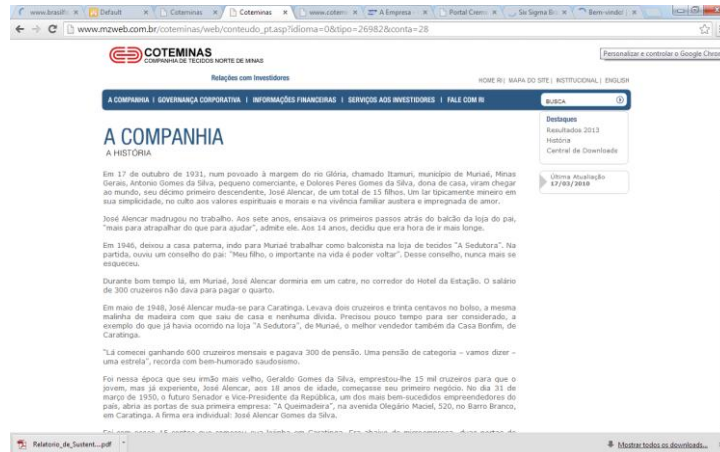 www.brasilt
Default
Coteminas
Coteminas
www.cotem
A Empresa
Portal Cremo
Six Sigma B
Bem-vindo!
www.mzweb.com.br/coteminas/web/conteudo_pt.asp?idioma=0&tipo=26982&conta=28
Personalizar e controlar o Google Chro
COTEMINAS
COMPANHIA DE TECIDOS NORTE DE MINAS
Relações com Investidores
HOME RI | MAPA DO SITE | INSTITUCIONAL | ENGLISH
A COMPANHIA | GOVERNANÇA CORPORATIVA | INFORMAÇÕES FINANCEIRAS | SERVIÇOS AOS INVESTIDORES | FALE COM RI
BUSCA
Destaques
Resultados 2013
História
Central de Downloads
Última Atualiação
17/03/2010
A COMPANHIA
A HISTÓRIA
Em 17 de outubro de 1931, num povoado à margem do rio Glória, chamado Itamuri, município de Muriaé, Minas
Gerais, Antonio Gomes da Silva, pequeno comerciante, e Dolores Peres Gomes da Silva, dona de casa, viram chegar
ao mundo, seu décimo primeiro descendente, José Alencar, de um total de 15 filhos. Um lar tipicamente mineiro em
sua simplicidade, no culto aos valores espirituais e morais e na vivência familiar austera e impregnada de amor.
José Alencar madrugou no trabalho. Aos sete anos, ensaiava os primeiros passos atrás do balcão da loja do pai,
"mais para atrapalhar do que para ajudar", admite ele. Aos 14 anos, decidiu que era hora de ir mais longe.
Em 1946, deixou a casa paterna, indo para Muriaé trabalhar como balconista na loja de tecidos "A Sedutora". Na
partida, ouviu um conselho do pai: "Meu filho, o importante na vida é poder voltar". Desse conselho, nunca mais se
esqueceu.
Durante bom tempo lá, em Muriaé, José Alencar dormiria em um catre, no corredor do Hotel da Estação. O salário
de 300 cruzeiros não dava para pagar o quarto.
Em maio de 1948, José Alencar muda-se para Caratinga. Levava dois cruzeiros e trinta centavos no bolso, a mesma
malinha de madeira com que saiu de casa e nenhuma dívida. Precisou pouco tempo para ser considerado, a
exemplo do que já havia ocorrido na loja "A Sedutora", de Muriaé, o melhor vendedor também da Casa Bonfim, de
Caratinga.
"Lá comecei ganhando 600 cruzeiros mensais e pagava 300 de pensão. Uma pensão de categoria – vamos dizer –
uma estrela", recorda com bem-humorado saudosismo.
Foi nessa época que seu irmão mais velho, Geraldo Gomes da Silva, emprestou-lhe 15 mil cruzeiros para que o
jovem, mas já experiente, José Alencar, aos 18 anos de idade, começasse seu primeiro negócio. No dia 31 de
março de 1950, o futuro Senador e Vice-Presidente da República, um dos mais bem-sucedidos empreendedores do
país, abria as portas de sua primeira empresa: "A Queimadeira", na avenida Olegário Maciel, 520, no Barro Branco,
em Caratinga. A firma era individual: José Alencar Gomes da Silva.
Relatorio_de_Sustent....pdf
Mostrar todos os downloads...